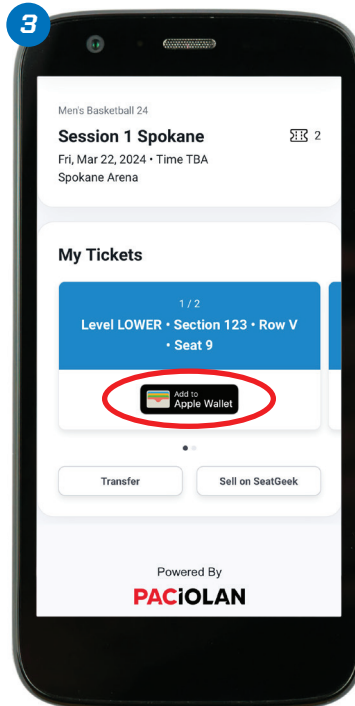 3
Men's Basketball 24
Session 1 Spokane
2
Fri, Mar 22, 2024 • Time TBA
Spokane Arena
My Tickets
1 / 2
Level LOWER • Section 123 • Row V
• Seat 9
Add to
Apple Wallet
Transfer
Sell on SeatGeek
Powered By
PACiOLAN